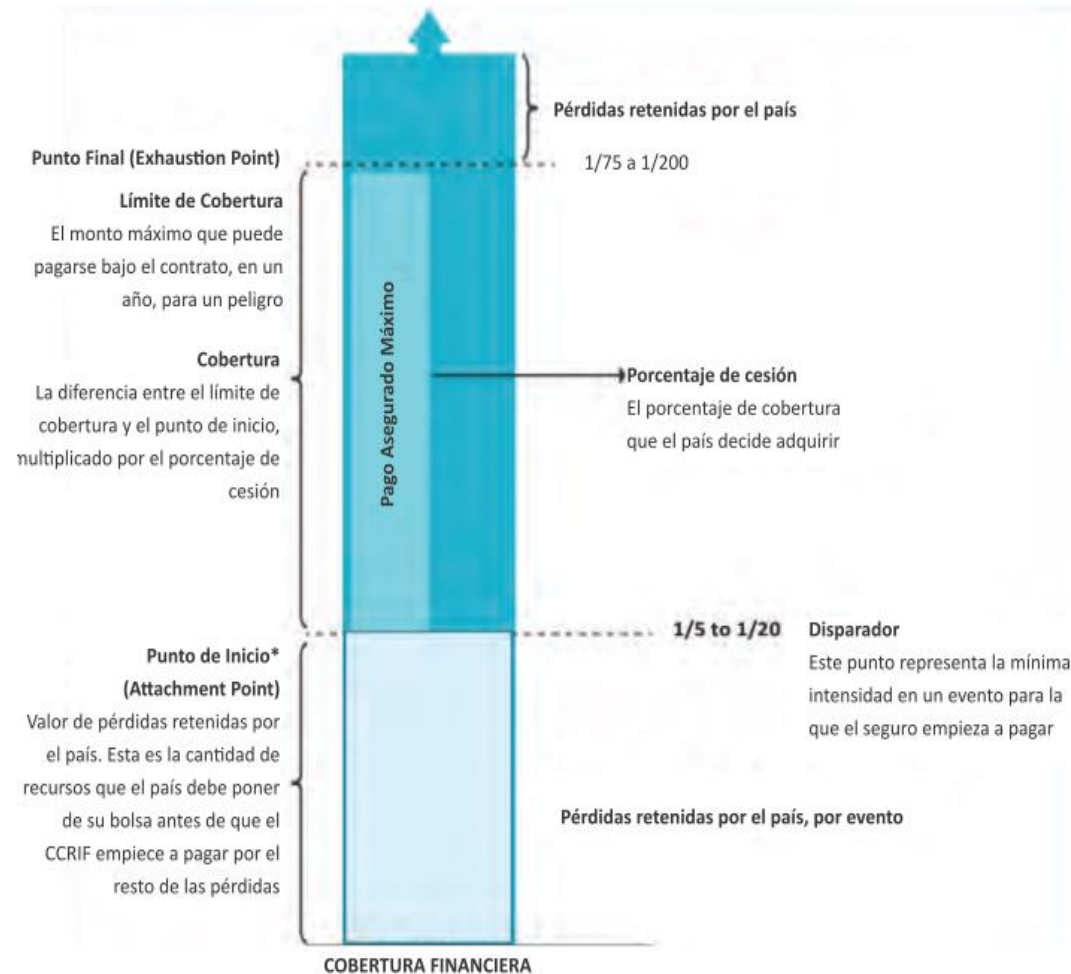 Pérdidas retenidas por el país
Punto Final (Exhaustion Point)
1/75 a 1/200
Límite de Cobertura
El monto máximo que puede
pagarse bajo el contrato, en un
año, para un peligro
Pago Asegurado Máximo
Cobertura
La diferencia entre el límite de
cobertura y el punto de inicio,
multiplicado por el porcentaje de
cesión
Porcentaje de cesión
El porcentaje de cobertura
que el país decide adquirir
1/5 to 1/20
Disparador
Este punto representa la mínima
intensidad en un evento para la
que el seguro empieza a pagar
Punto de Inicio*
(Attachment Point)
Valor de pérdidas retenidas por
el país. Esta es la cantidad de
recursos que el país debe poner
de su bolsa antes de que el
CCRIF empiece a pagar por el
resto de las pérdidas
Pérdidas retenidas por el país, por evento
COBERTURA FINANCIERA